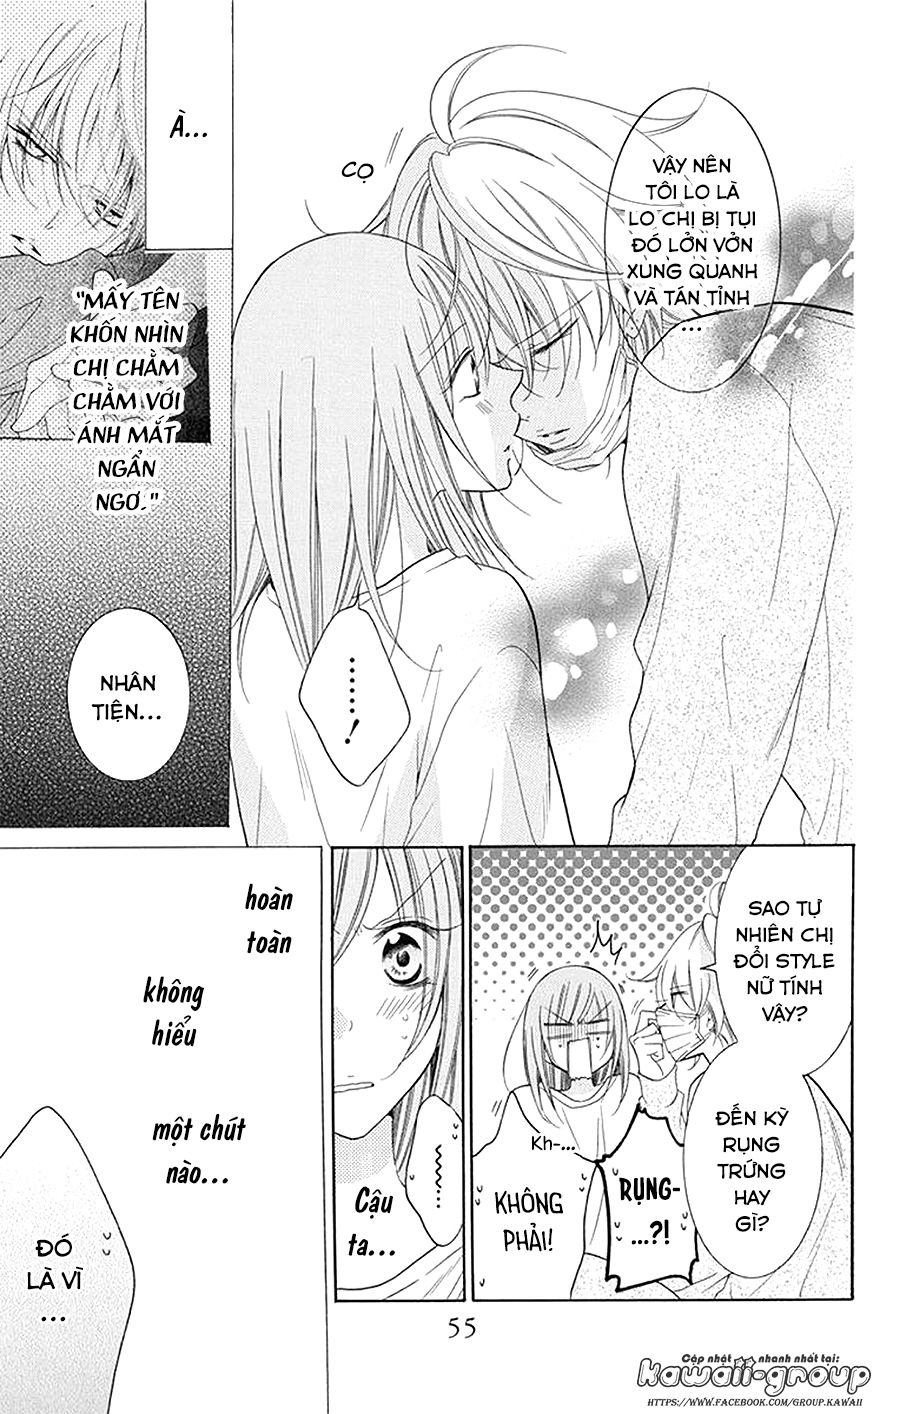 VẬY NÊN
TÔI LO LÀ
LO CHỊ BỊ TỤI
ĐÓ LỞN VỞN
XUNG QUANH
VÀ TÁN TỈNH
...
CỌ
.......!
À...
"MẤY TÊN
KHỐN NHÌN
CHỊ CHẰM
CHẰM VỚI
ÁNH MẮT
NGẨN
NGƠ."
NHÂN
TIỆN...
SAO TỰ
NHIÊN CHỊ
ĐỔI STYLE
NỮ TÍNH
VẬY?
ĐẾN KỲ
RỤNG
TRỨNG
HAY
GÌ?
RỤNG-
...?!
Kh-...
KHÔNG
PHẢI!
Cậu
ta...
hoàn
toàn
không
hiểu
một chút
nào...
ĐÓ
LÀ VÌ
...
55
Cập nhật nhanh nhất tại:
kawaii-group
HTTPS://WWW.FACEBOOK.COM/GROUP.KAWAII